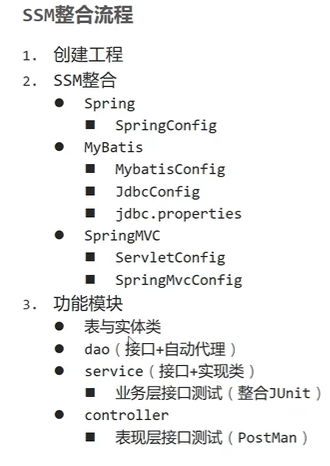 SSM整合流程
1. 创建工程
2. SSM整合
● Spring
■ SpringConfig
● MyBatis
■ MybatisConfig
■ JdbcConfig
■ jdbc.properties
● SpringMVC
■ ServletConfig
■ SpringMvcConfig
3. 功能模块
● 表与实体类
● dao（接口+自动代理）
● service（接口+实现类）
■ 业务层接口测试（整合JUnit）
● controller
■ 表现层接口测试（PostMan）